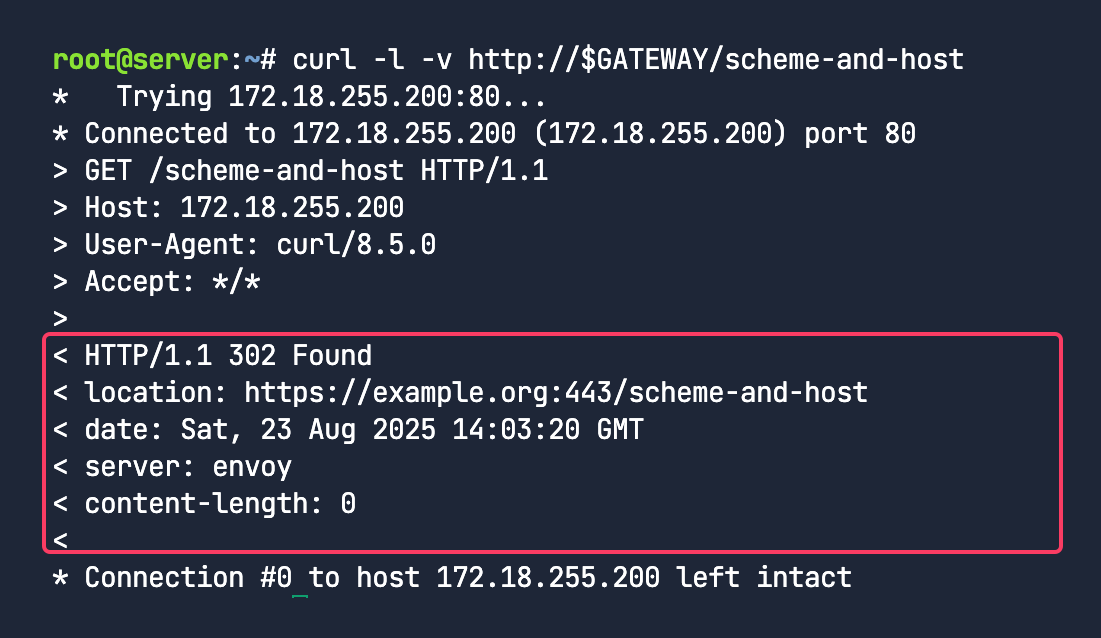 root@server:~# curl -l -v http://$GATEWAY/scheme-and-host
*   Trying 172.18.255.200:80...
* Connected to 172.18.255.200 (172.18.255.200) port 80
> GET /scheme-and-host HTTP/1.1
> Host: 172.18.255.200
> User-Agent: curl/8.5.0
> Accept: */*
>
< HTTP/1.1 302 Found
< location: https://example.org:443/scheme-and-host
< date: Sat, 23 Aug 2025 14:03:20 GMT
< server: envoy
< content-length: 0
<
* Connection #0 to host 172.18.255.200 left intact